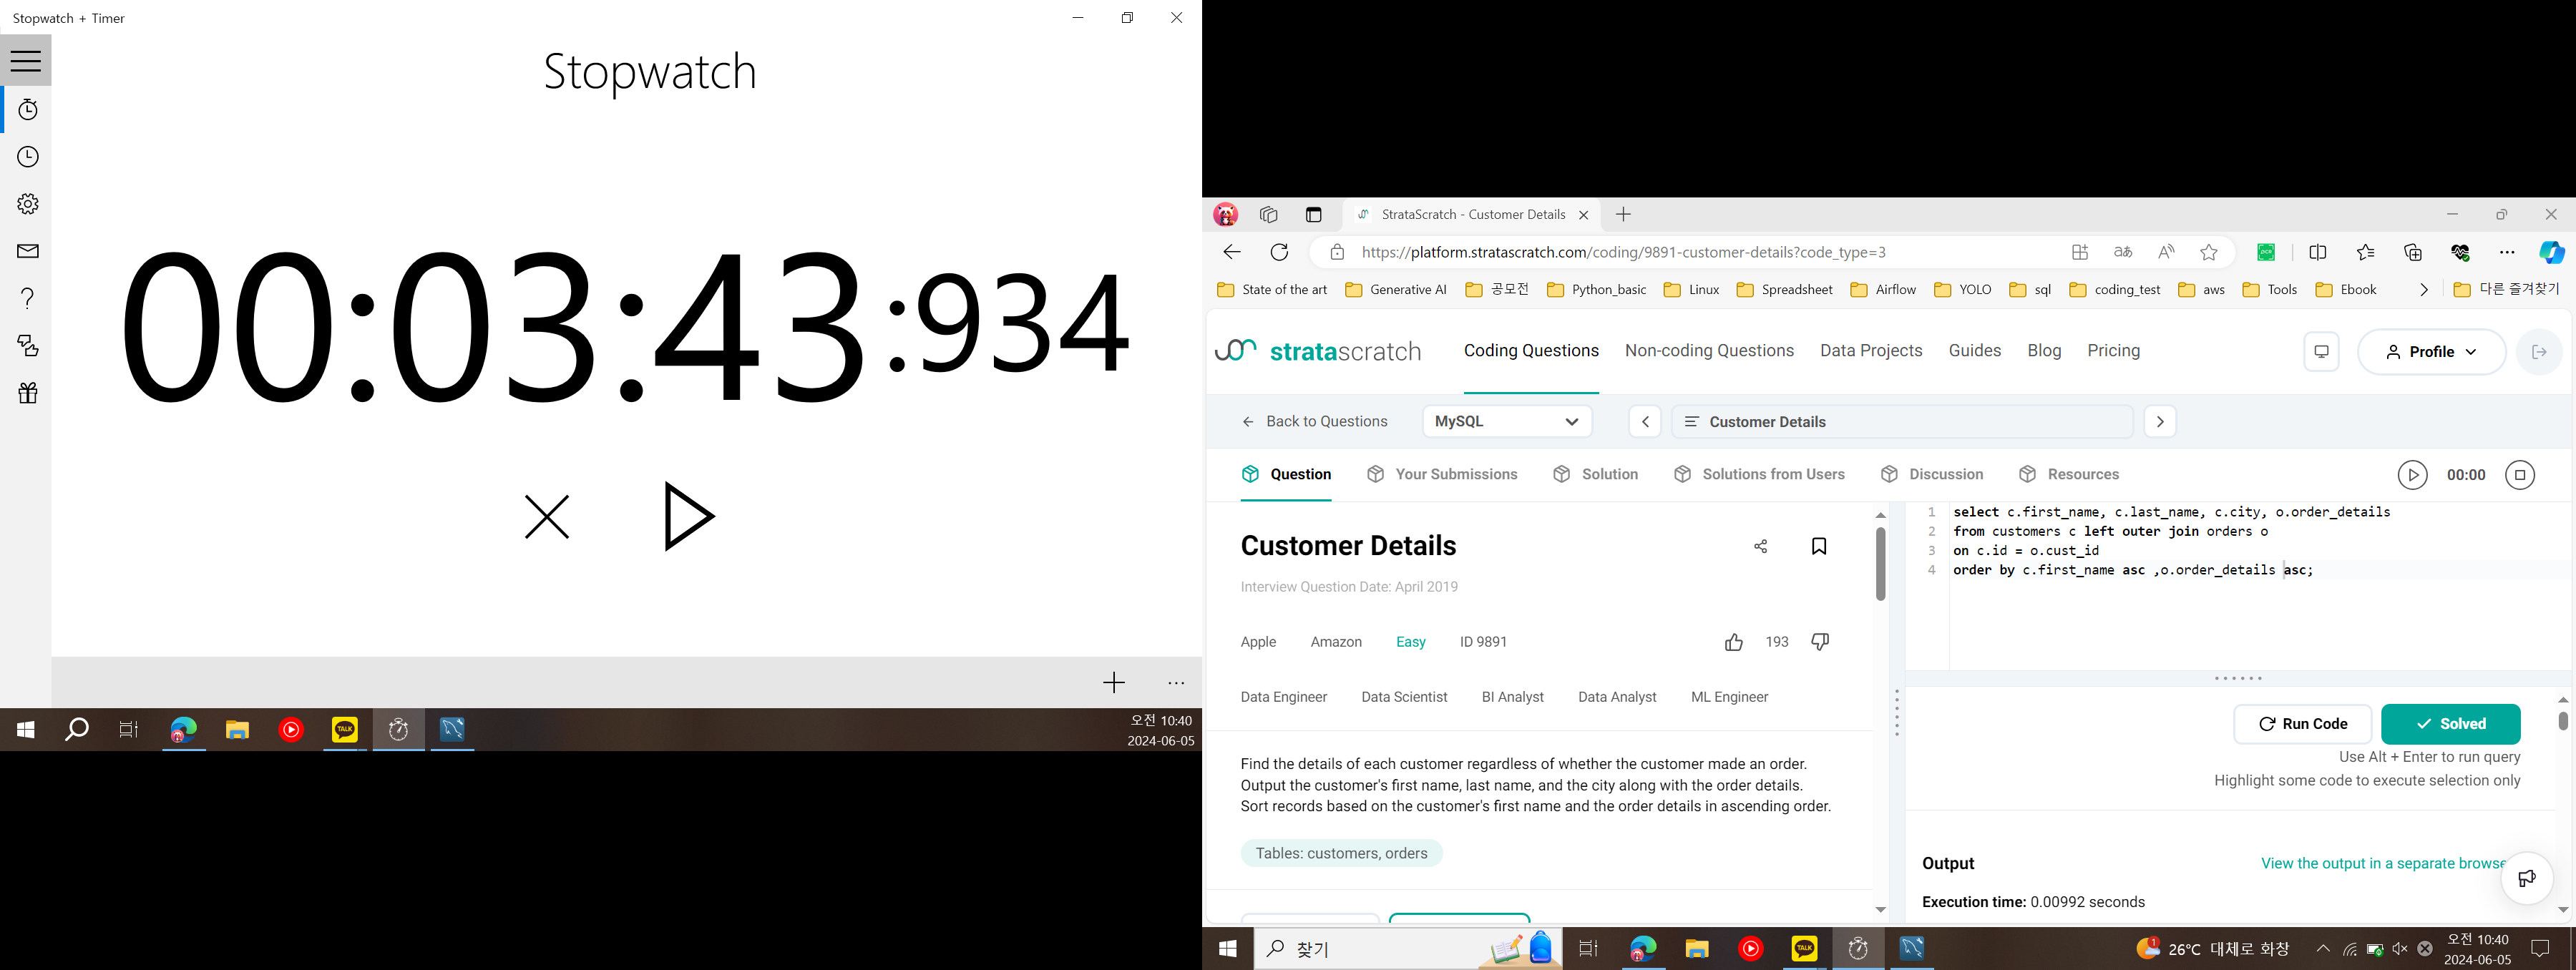 Stopwatch + Timer
Stopwatch
00:03:43:934
오전 10:40
2024-06-05
StrataScratch - Customer Details
https://platform.stratascratch.com/coding/9891-customer-details?code_type=3
State of the art
Generative AI
공모전
Python_basic
Linux
Spreadsheet
Airflow
YOLO
sql
coding_test
aws
Tools
Ebook
다른 즐겨찾기
stratascratch
Coding Questions
Non-coding Questions
Data Projects
Guides
Blog
Pricing
Profile
Back to Questions
MySQL
Customer Details
Question
Your Submissions
Solution
Solutions from Users
Discussion
Resources
00:00
Customer Details
Interview Question Date: April 2019
Apple
Amazon
Easy
ID 9891
193
Data Engineer
Data Scientist
BI Analyst
Data Analyst
ML Engineer
Find the details of each customer regardless of whether the customer made an order.
Output the customer's first name, last name, and the city along with the order details.
Sort records based on the customer's first name and the order details in ascending order.
Tables: customers, orders
1 select c.first_name, c.last_name, c.city, o.order_details
2 from customers c left outer join orders o
3 on c.id = o.cust_id
4 order by c.first_name asc ,o.order_details asc;
Run Code
Solved
Use Alt + Enter to run query
Highlight some code to execute selection only
Output
View the output in a separate browse
Execution time: 0.00992 seconds
찾기
TALK
26°C 대체로 화창
오전 10:40
2024-06-05